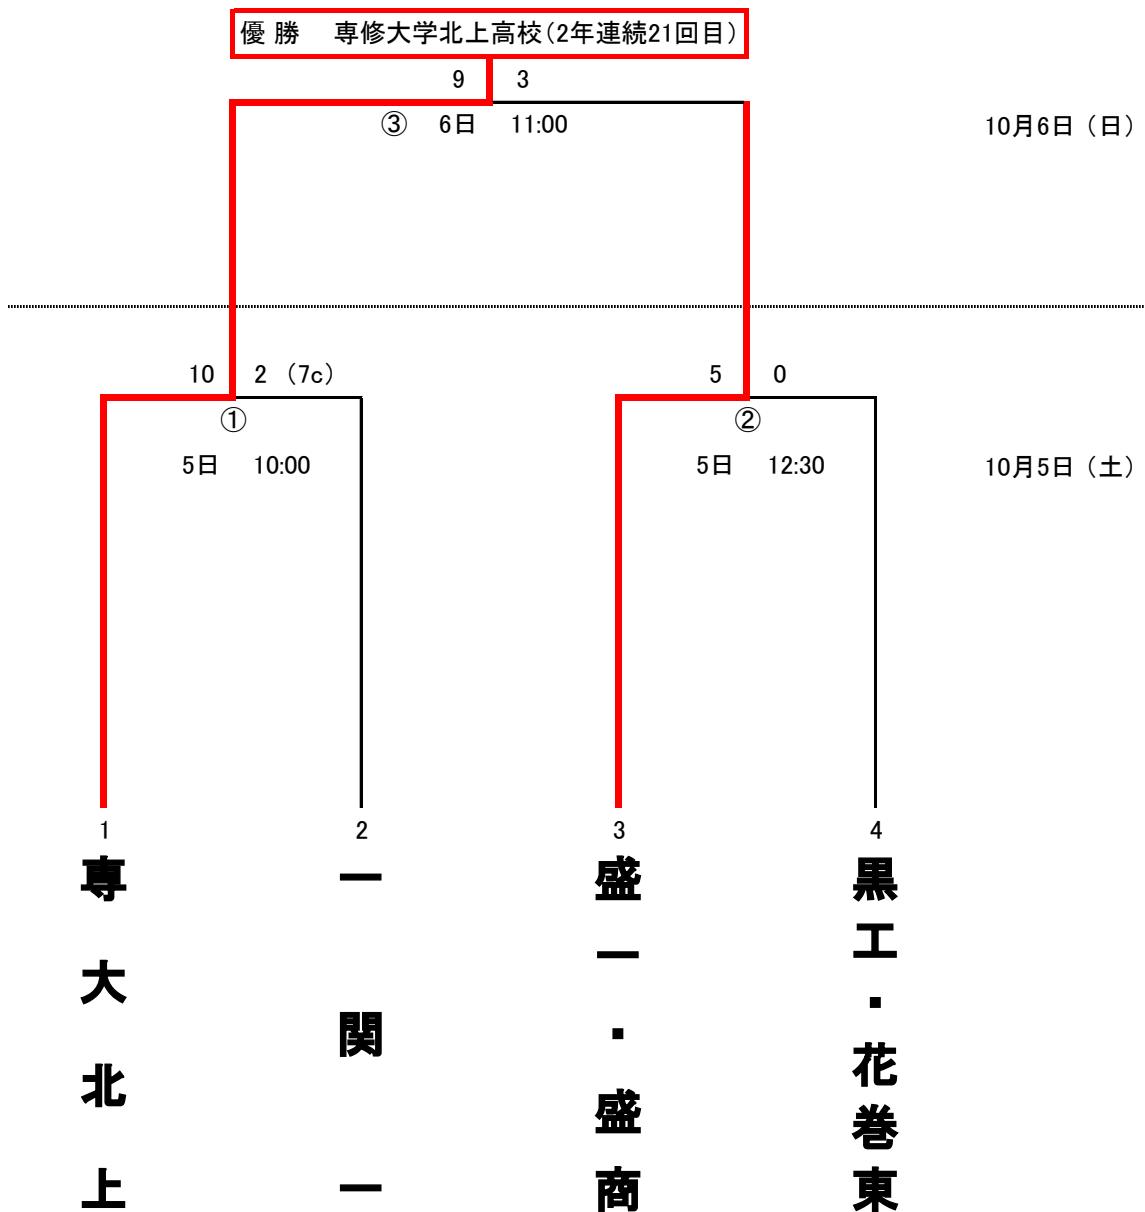 優 勝　専修大学北上高校(2年連続21回目)
9 3
③ 6日 11:00
10月6日（日）
10 2 （7c）
5 0
①
②
5日 10:00
5日 12:30
10月5日（土）
1
2
3
4
専大北上
一関一
盛一・盛商
黒工・花巻東